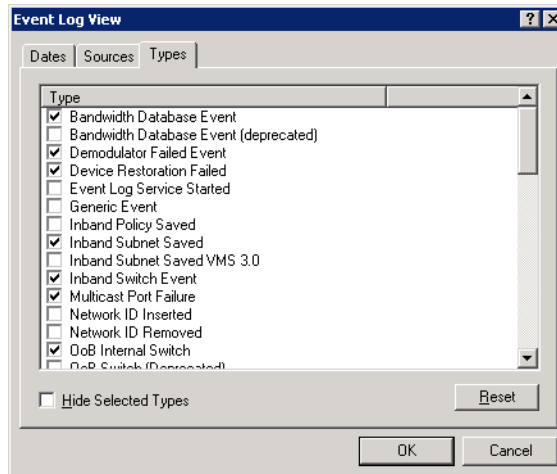 Event Log View
Dates Sources Types
Type
Bandwidth Database Event
Bandwidth Database Event (deprecated)
Demodulator Failed Event
Device Restoration Failed
Event Log Service Started
Generic Event
Inband Policy Saved
Inband Subnet Saved
Inband Subnet Saved VMS 3.0
Inband Switch Event
Multicast Port Failure
Network ID Inserted
Network ID Removed
OoB Internal Switch
OoB Switch (Deprecated)
Hide Selected Types
Reset
OK Cancel